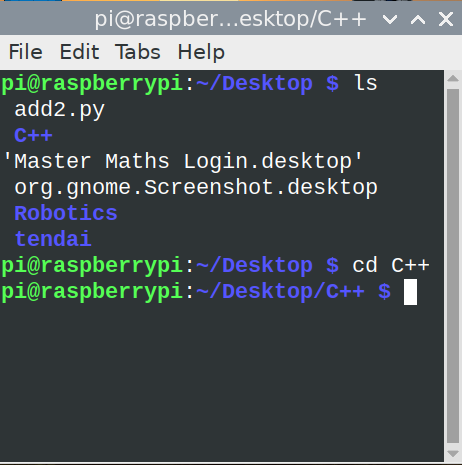 pi@raspber...esktop/C++
File Edit Tabs Help
pi@raspberrypi:~/Desktop $ ls
add2.py
C++
'Master Maths Login.desktop'
org.gnome.Screenshot.desktop
Robotics
tendai
pi@raspberrypi:~/Desktop $ cd C++
pi@raspberrypi:~/Desktop/C++ $